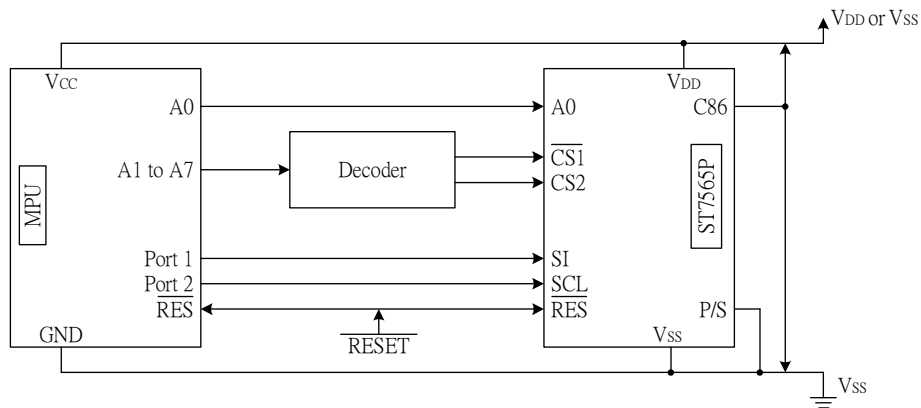 VDD or VSS
VCC
VDD
A0
A0
C86
A1 to A7
Decoder
CS1
CS2
MPU
ST7565P
Port 1
SI
Port 2
SCL
RES
RES
P/S
GND
RESET
VSS
VSS